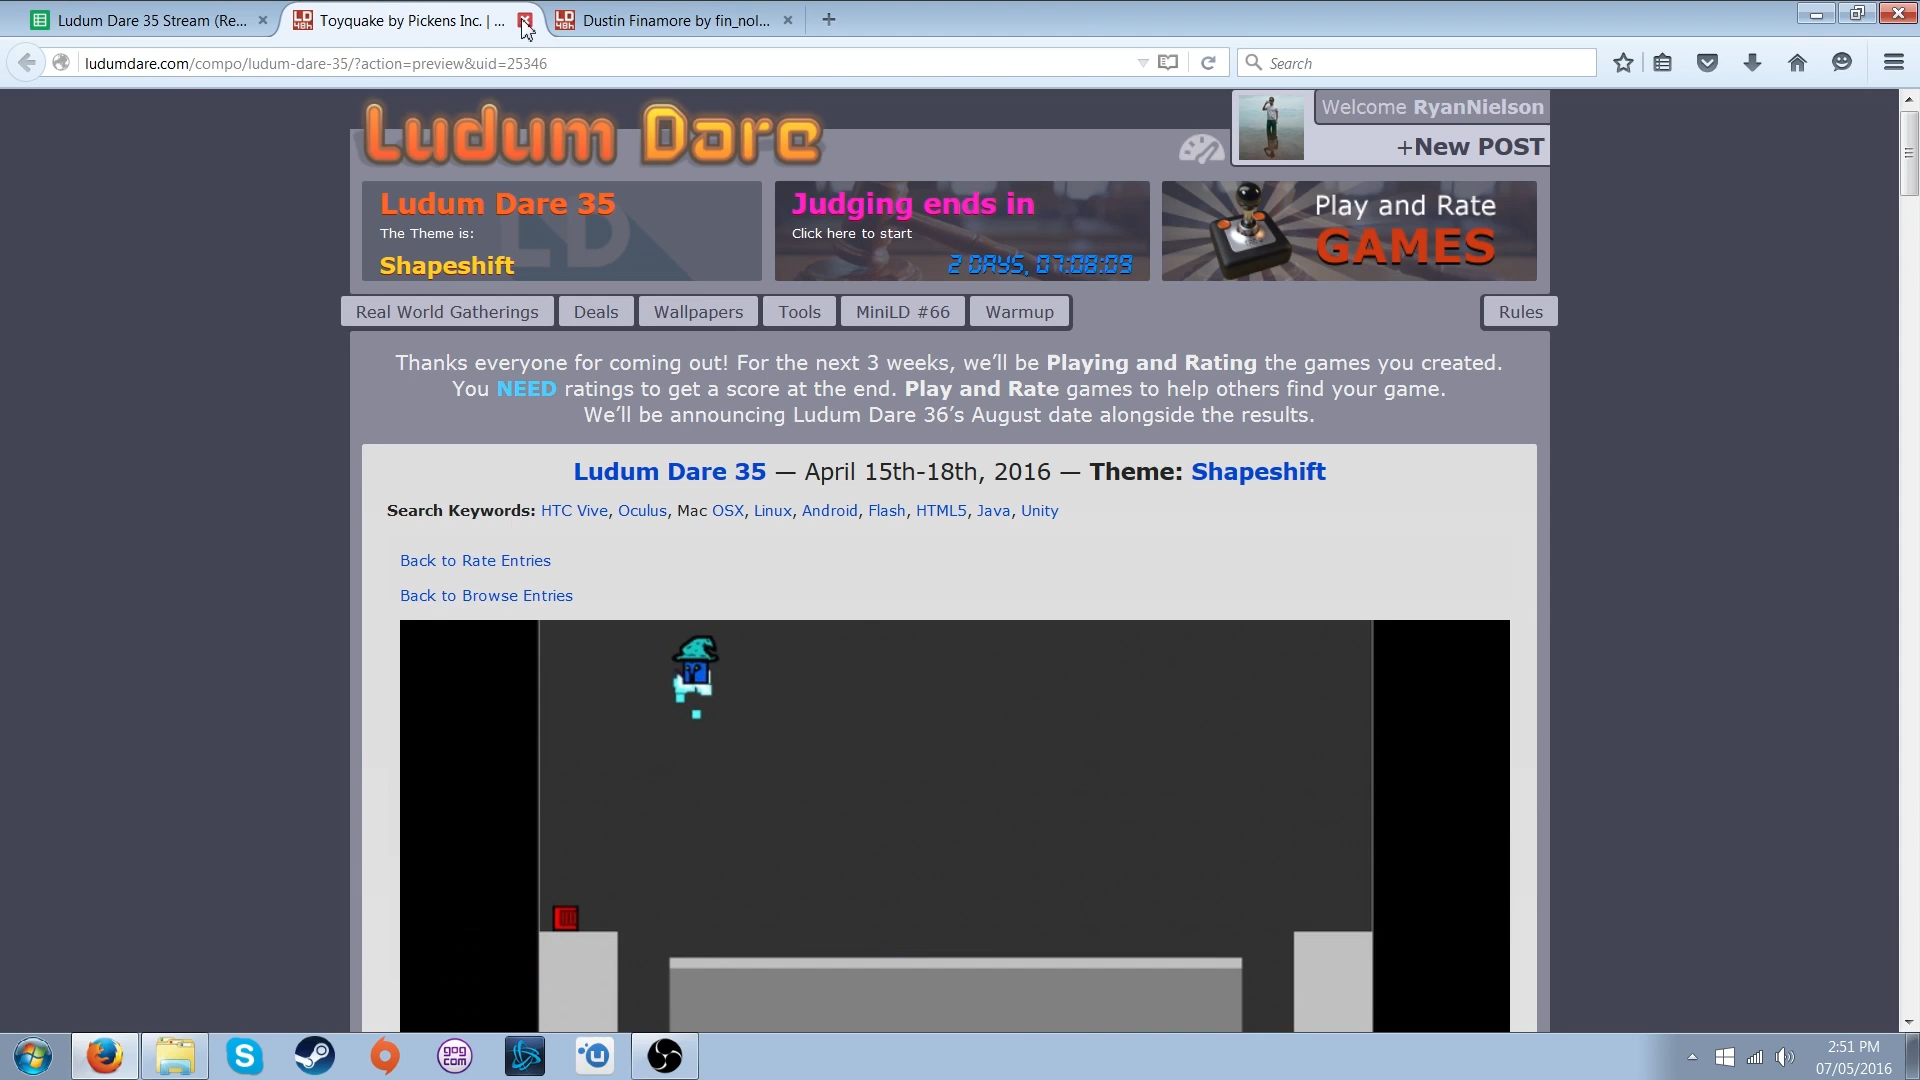 Ludum Dare 35 Stream (Re...
Toyquake by Pickens Inc. | ...
Dustin Finamore by fin_nol...
ludumdare.com/compo/ludum-dare-35/?action=preview&uid=25346
Search
Ludum Dare
Welcome RyanNielson
+New POST
Ludum Dare 35
The Theme is:
Shapeshift
Judging ends in
Click here to start
2 DAYS, 07:08:09
Play and Rate
GAMES
Real World Gatherings
Deals
Wallpapers
Tools
MiniLD #66
Warmup
Rules
Thanks everyone for coming out! For the next 3 weeks, we'll be Playing and Rating the games you created.
You NEED ratings to get a score at the end. Play and Rate games to help others find your game.
We'll be announcing Ludum Dare 36's August date alongside the results.
Ludum Dare 35 — April 15th-18th, 2016 — Theme: Shapeshift
Search Keywords: HTC Vive, Oculus, Mac OSX, Linux, Android, Flash, HTML5, Java, Unity
Back to Rate Entries
Back to Browse Entries
gog
com
2:51 PM
07/05/2016